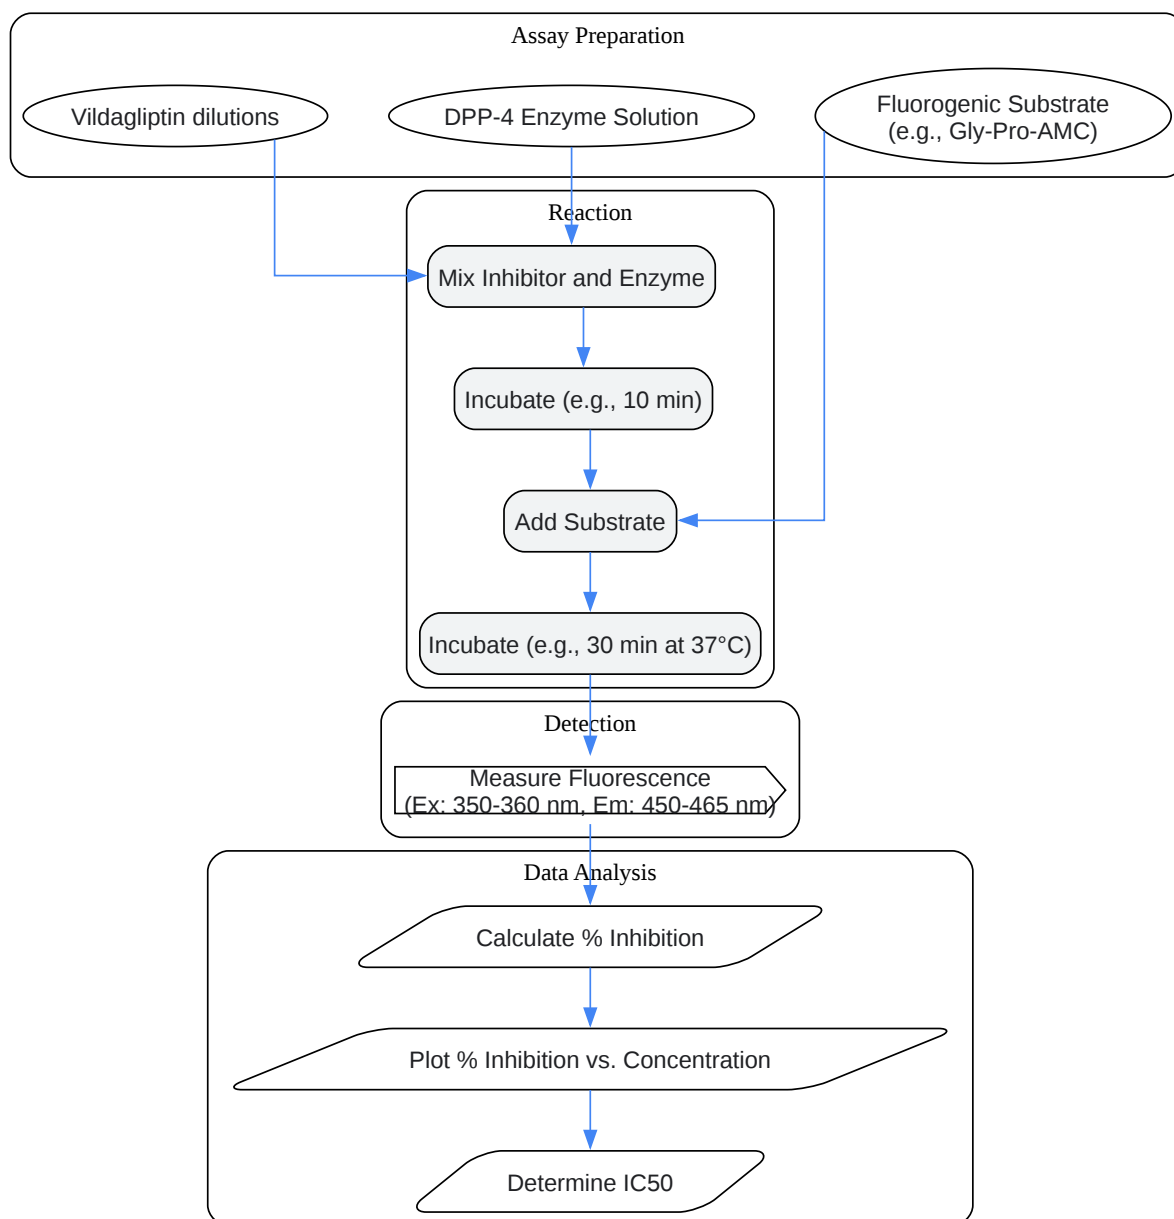 Assay Preparation
Vildagliptin dilutions
DPP-4 Enzyme Solution
Fluorogenic Substrate
(e.g., Gly-Pro-AMC)
Reaction
Mix Inhibitor and Enzyme
Incubate (e.g., 10 min)
Add Substrate
Incubate (e.g., 30 min at 37°C)
Detection
Measure Fluorescence
(Ex: 350-360 nm, Em: 450-465 nm)
Data Analysis
Calculate % Inhibition
Plot % Inhibition vs. Concentration
Determine IC50